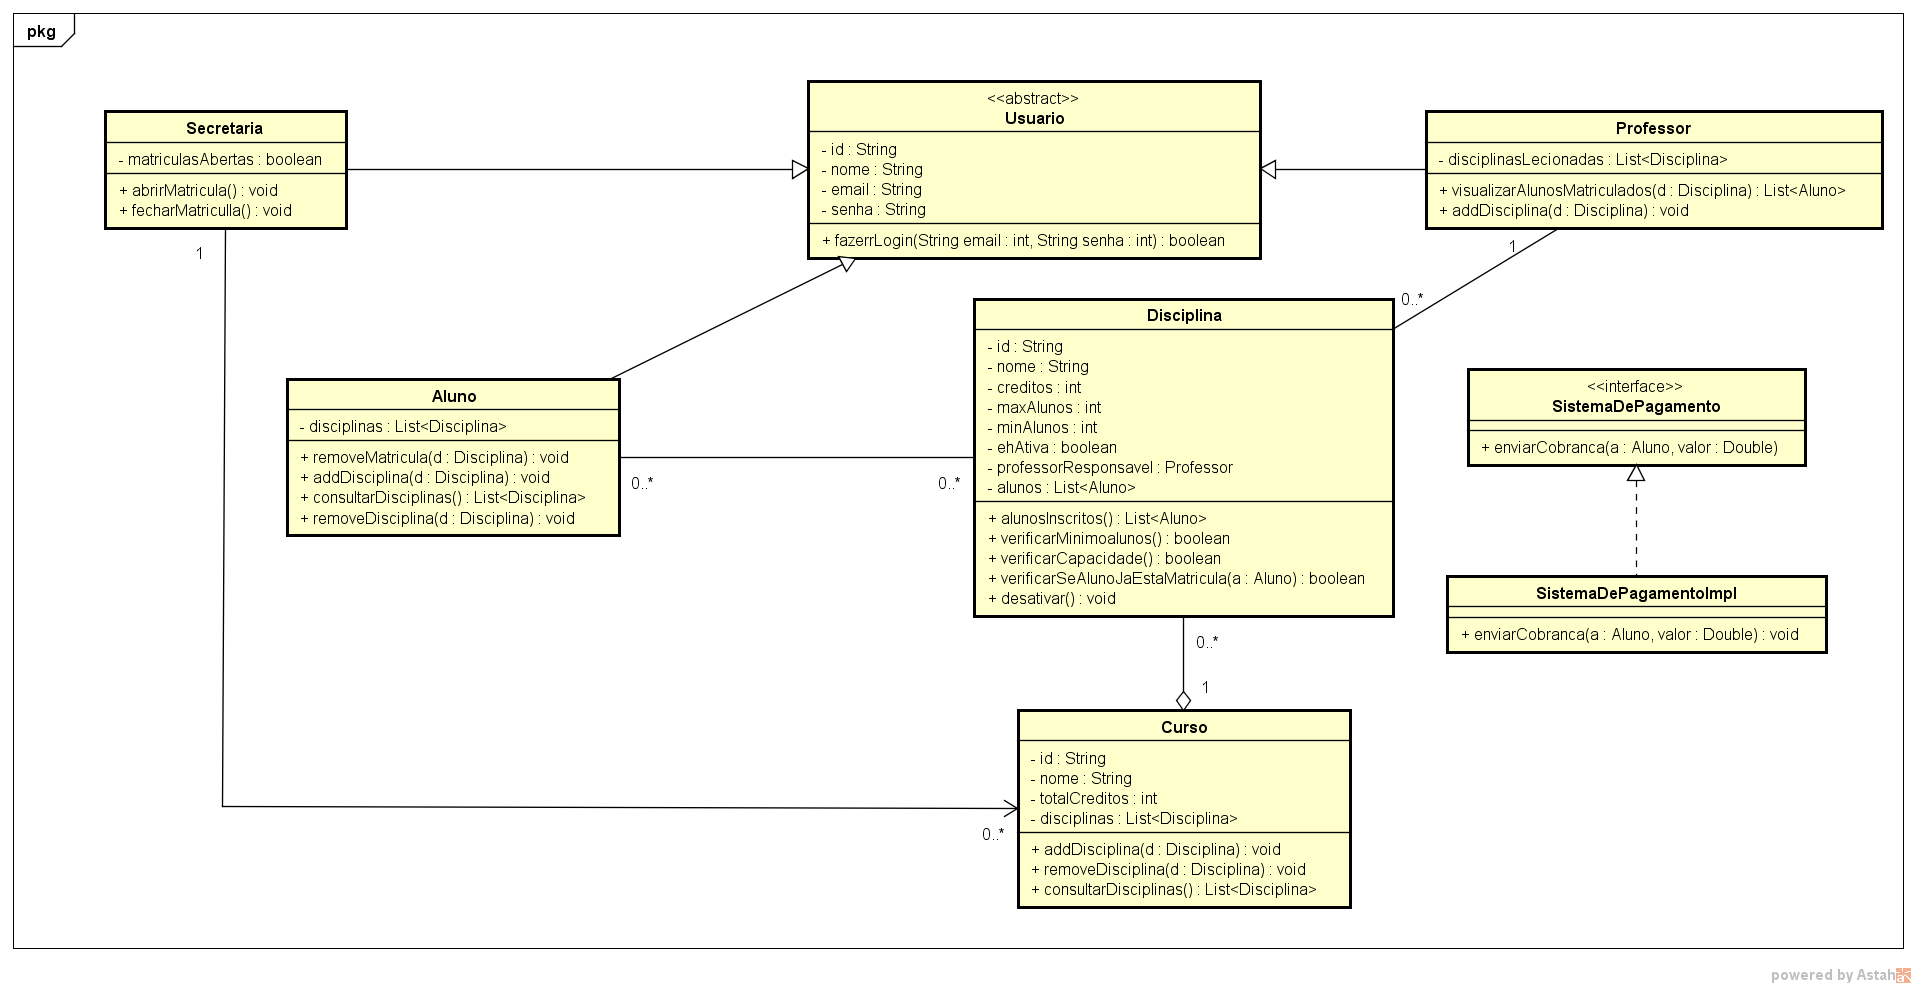 pkg
Secretaria
- matriculasAbertas : boolean
+ abrirMatricula() : void
+ fecharMatriculla() : void
1
<<abstract>>
Usuario
- id : String
- nome : String
- email : String
- senha : String
+ fazerrLogin(String email : int, String senha : int) : boolean
Professor
- disciplinasLecionadas : List<Disciplina>
+ visualizarAlunosMatriculados(d : Disciplina) : List<Aluno>
+ addDisciplina(d : Disciplina) : void
1
0..*
Disciplina
- id : String
- nome : String
- creditos : int
- maxAlunos : int
- minAlunos : int
- ehAtiva : boolean
- professorResponsavel : Professor
- alunos : List<Aluno>
+ alunosInscritos() : List<Aluno>
+ verificarMinimoalunos() : boolean
+ verificarCapacidade() : boolean
+ verificarSeAlunoJaEstaMatricula(a : Aluno) : boolean
+ desativar() : void
Aluno
- disciplinas : List<Disciplina>
+ removeMatricula(d : Disciplina) : void
+ addDisciplina(d : Disciplina) : void
+ consultarDisciplinas() : List<Disciplina>
+ removeDisciplina(d : Disciplina) : void
0..*
0..*
<<interface>>
SistemaDePagamento
+ enviarCobranca(a : Aluno, valor : Double)
SistemaDePagamentoImpl
+ enviarCobranca(a : Aluno, valor : Double) : void
0..*
1
Curso
- id : String
- nome : String
- totalCreditos : int
- disciplinas : List<Disciplina>
+ addDisciplina(d : Disciplina) : void
+ removeDisciplina(d : Disciplina) : void
+ consultarDisciplinas() : List<Disciplina>
0..*
powered by Astah